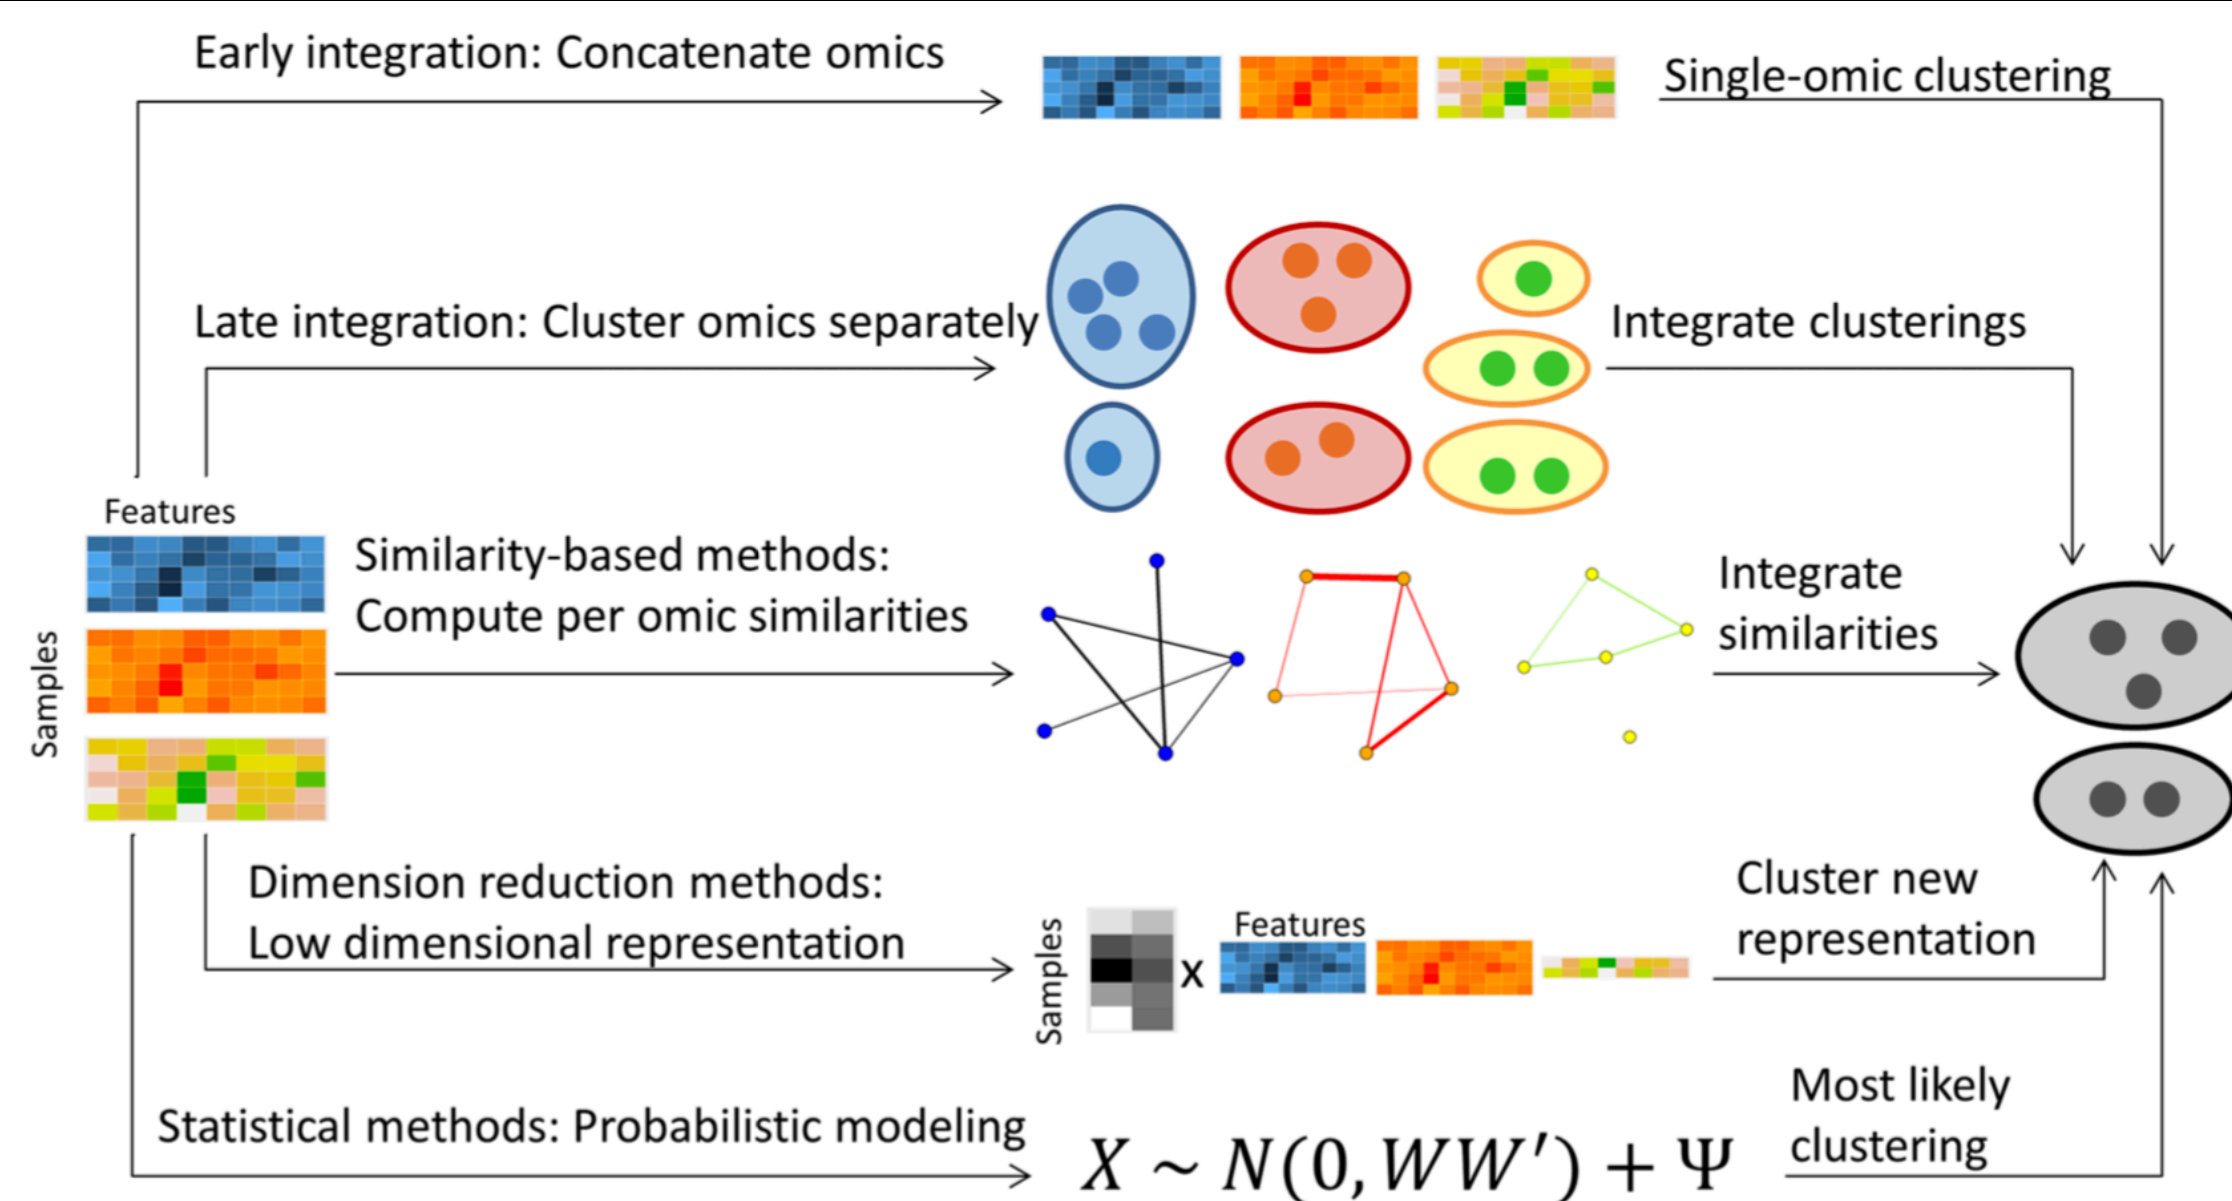 Early integration: Concatenate omics
Single-omic clustering
Late integration: Cluster omics separately
Integrate clusterings
Features
Samples
Similarity-based methods:
Compute per omic similarities
Integrate
similarities
Dimension reduction methods:
Low dimensional representation
Samples
Features
x
Cluster new
representation
Statistical methods: Probabilistic modeling
X ~ N(0, WW′) + Ψ
Most likely
clustering